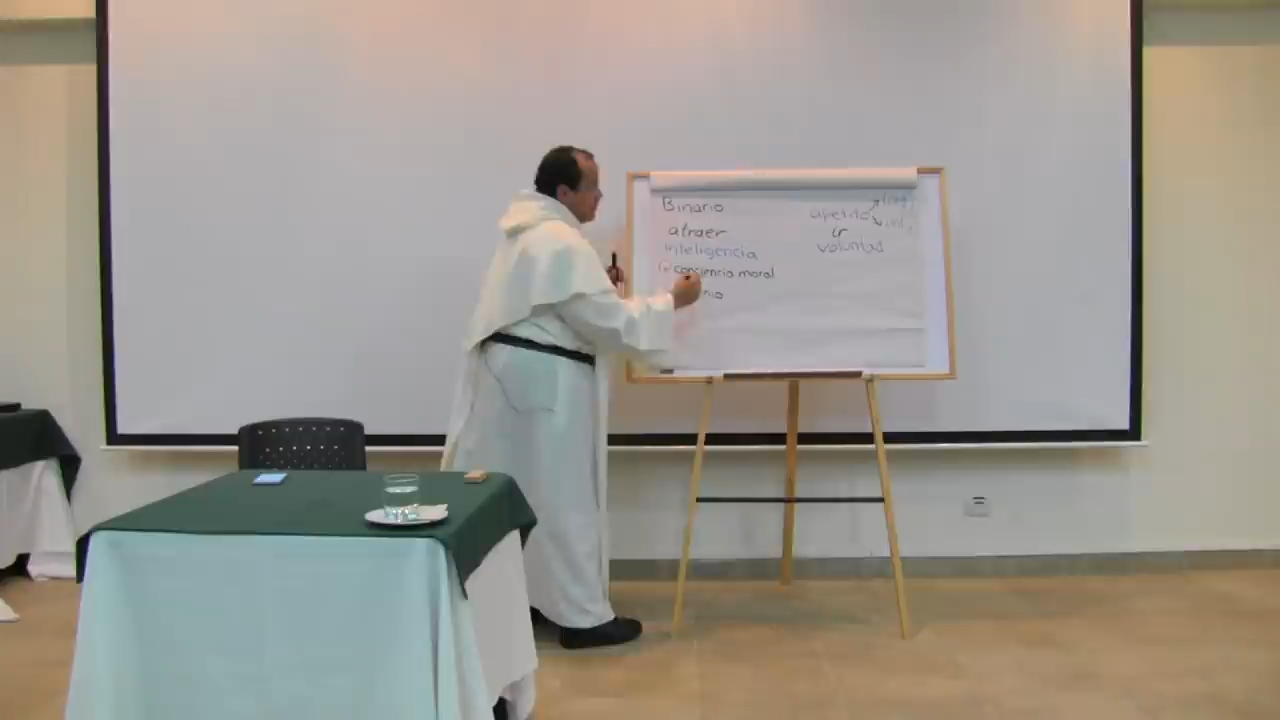 Binario
atraer
inteligencia
conciencia moral
apetito
ir
voluntad